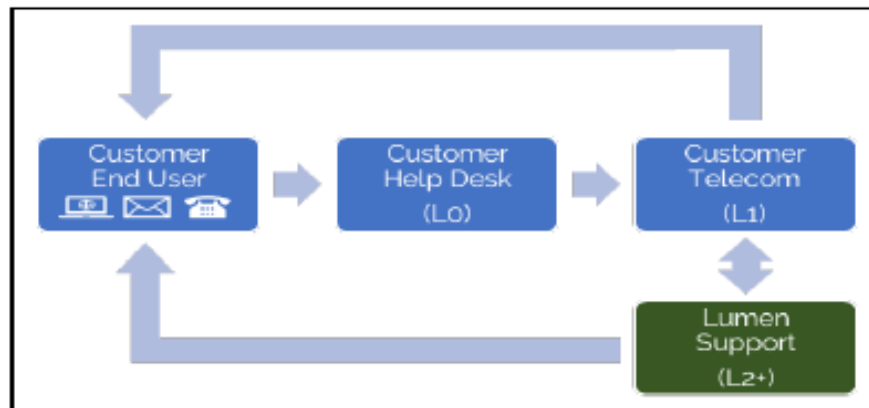 Customer
End User
Customer
Help Desk
(L0)
Customer
Telecom
(L1)
Lumen
Support
(L2+)